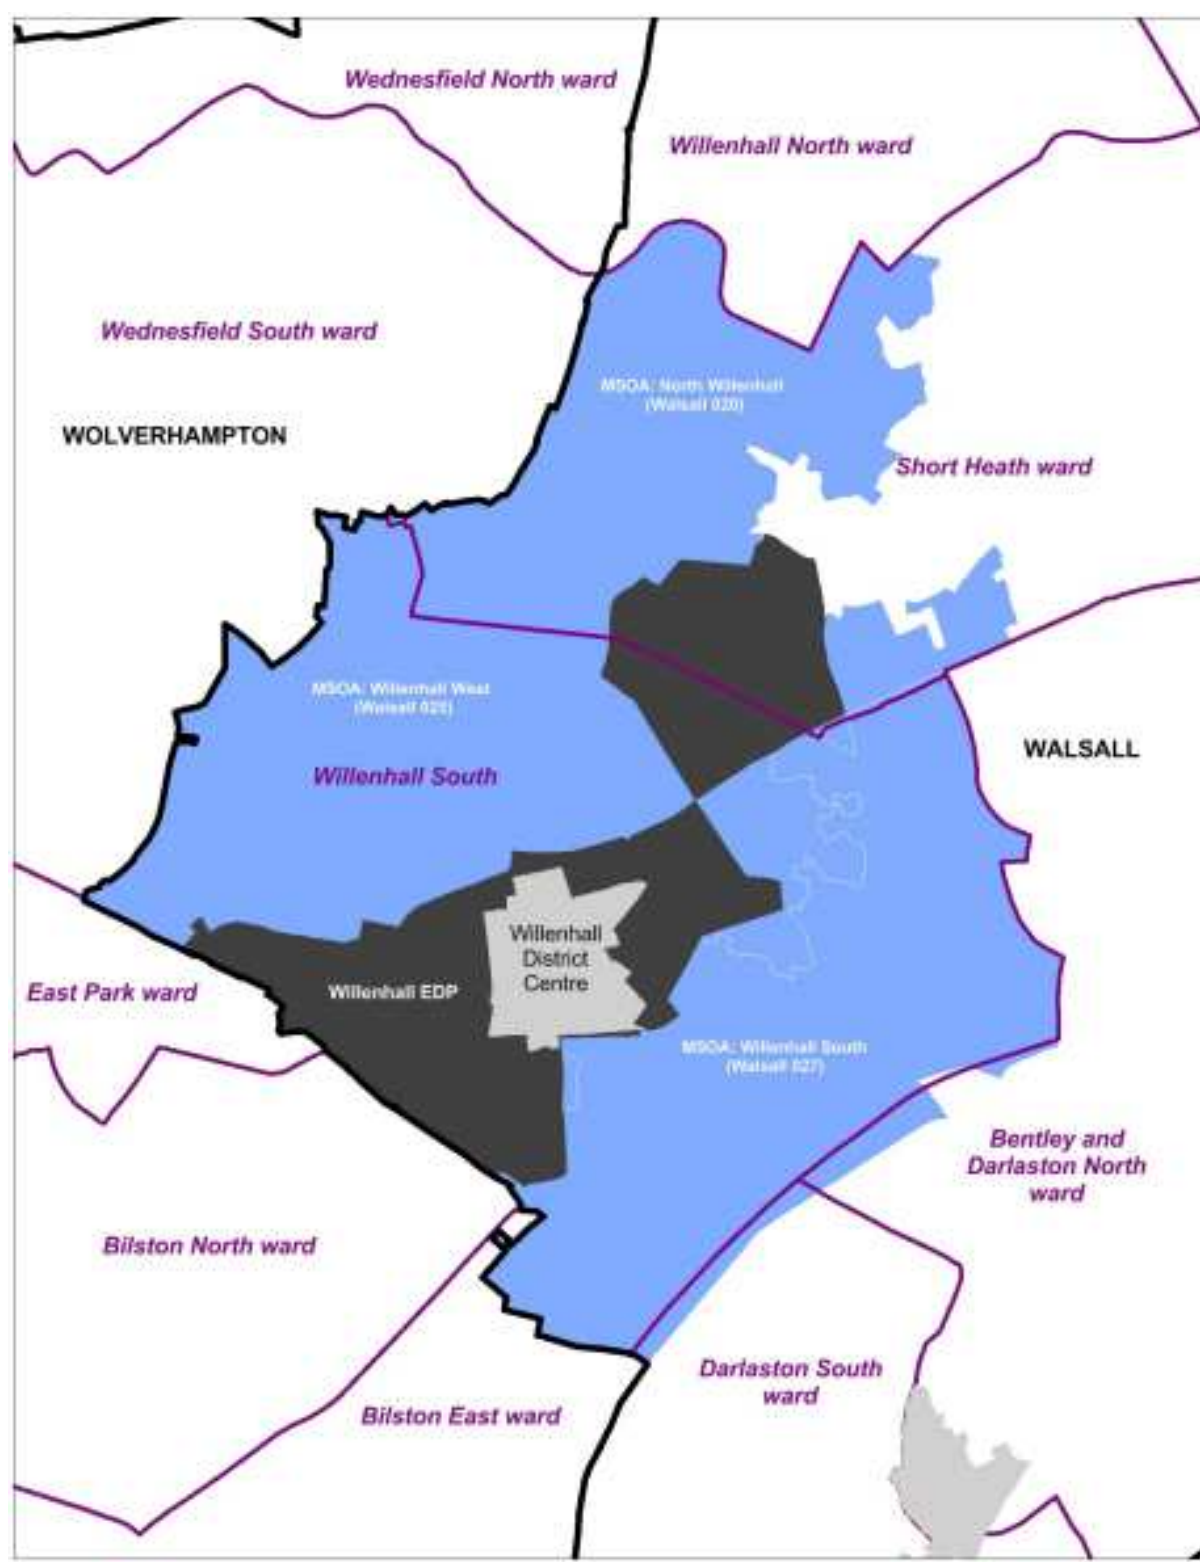 Wednesfield North ward
Willenhall North ward
Wednesfield South ward
MSOA: North Willenhall
(Walsall 020)
WOLVERHAMPTON
Short Heath ward
MSOA: Willenhall West
(Walsall 025)
WALSALL
Willenhall South
Willenhall
District
Centre
East Park ward
Willenhall EDP
MSOA: Willenhall South
(Walsall 027)
Bentley and
Darlaston North
ward
Bilston North ward
Darlaston South
ward
Bilston East ward